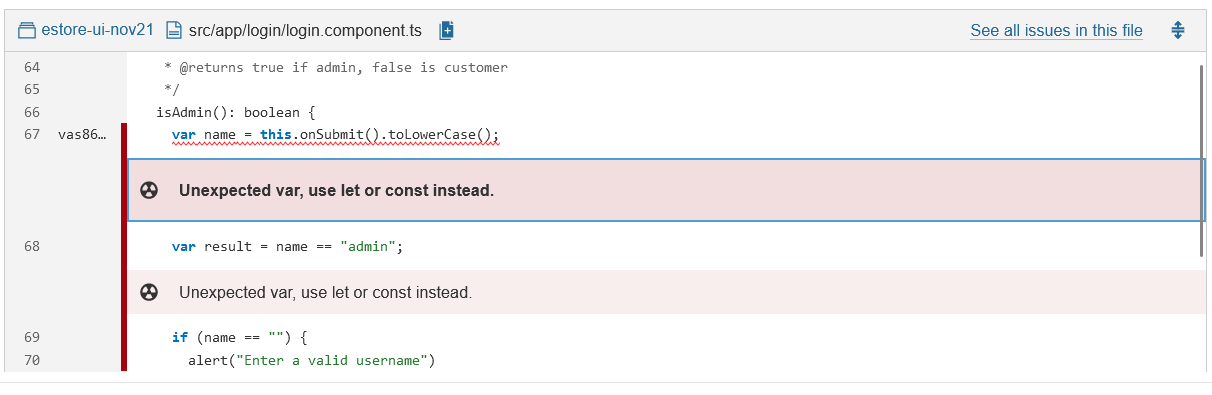 estore-ui-nov21 src/app/login/login.component.ts See all issues in this file
64 * @returns true if admin, false is customer
65 */
66 isAdmin(): boolean {
67 vas86… var name = this.onSubmit().toLowerCase();
Unexpected var, use let or const instead.
68 var result = name == "admin";
Unexpected var, use let or const instead.
69 if (name == "") {
70 alert("Enter a valid username")